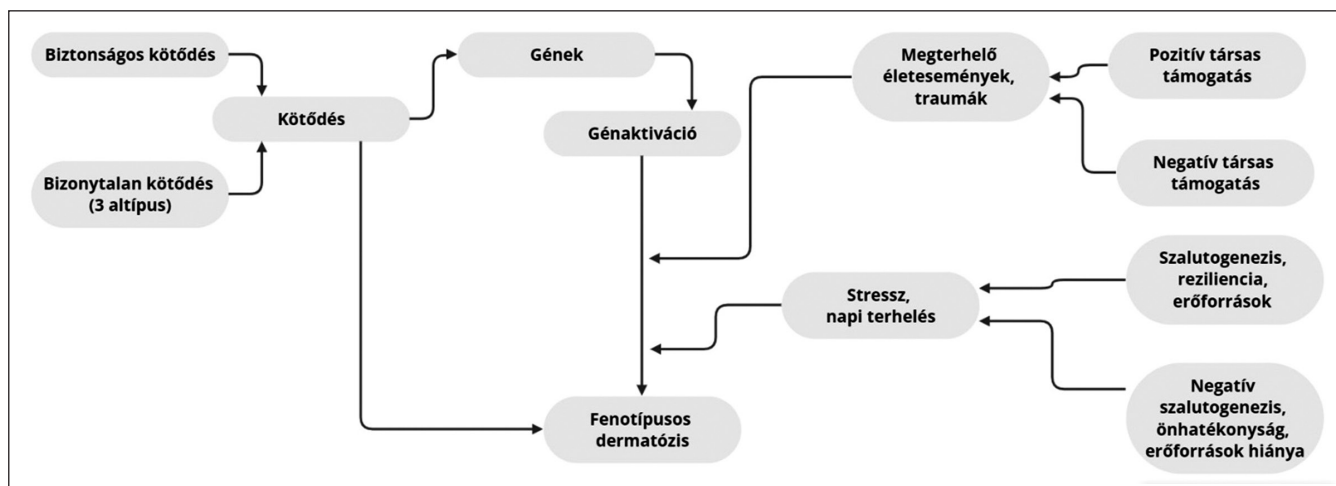 Biztonságos kötődés
Kötődés
Bizonytalan kötődés
(3 altípus)
Gének
Génaktiváció
Fenotípusos
dermatózis
Megterhelő
életesemények,
traumák
Stressz,
napi terhelés
Pozitív társas
támogatás
Negatív társas
támogatás
Szalutogenezis,
reziliencia,
erőforrások
Negatív
szalutogenezis,
önhatékonyság,
erőforrások hiánya